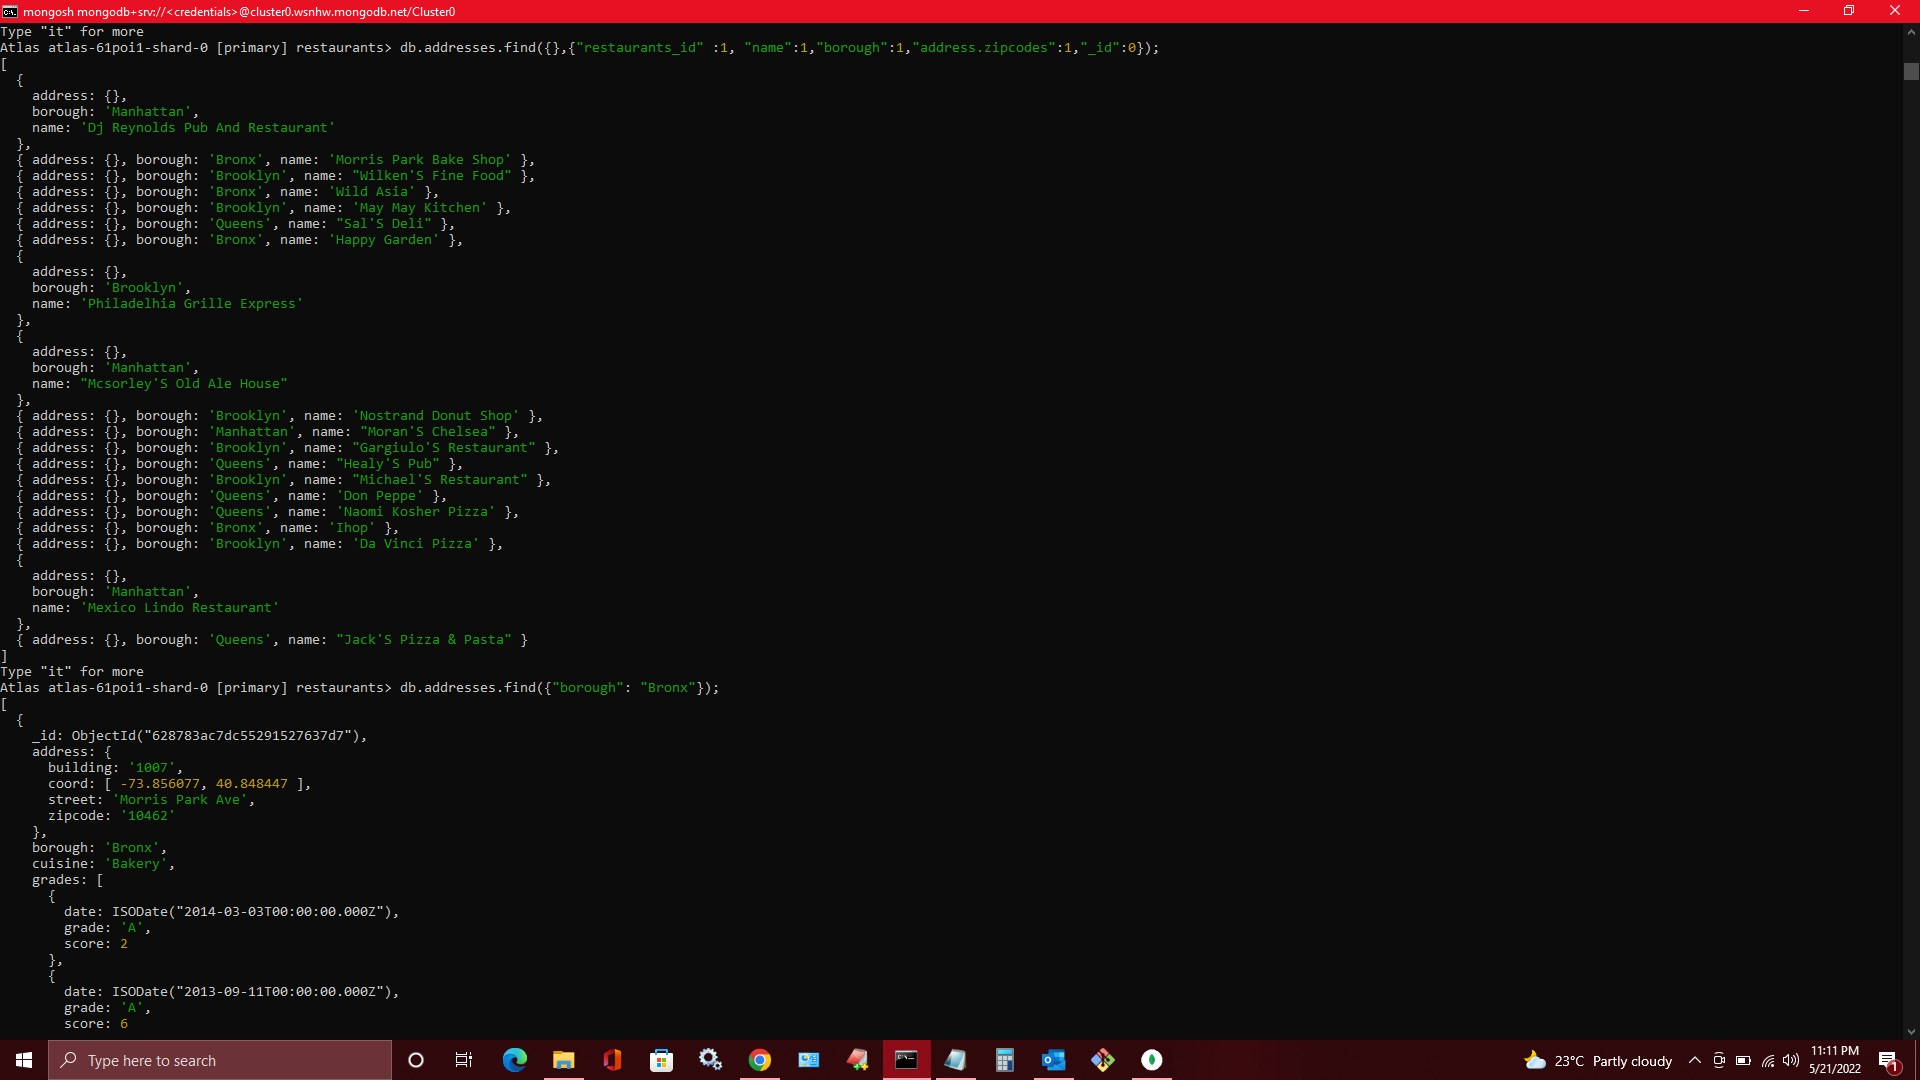 mongosh mongodb+srv://<credentials>@cluster0.wsnhw.mongodb.net/Cluster0
Type "it" for more
Atlas atlas-61poi1-shard-0 [primary] restaurants> db.addresses.find({},{"restaurants_id" :1, "name":1,"borough":1,"address.zipcodes":1,"_id":0});
[
  {
    address: {},
    borough: 'Manhattan',
    name: 'Dj Reynolds Pub And Restaurant'
  },
  { address: {}, borough: 'Bronx', name: 'Morris Park Bake Shop' },
  { address: {}, borough: 'Brooklyn', name: "Wilken'S Fine Food" },
  { address: {}, borough: 'Bronx', name: 'Wild Asia' },
  { address: {}, borough: 'Brooklyn', name: 'May May Kitchen' },
  { address: {}, borough: 'Queens', name: "Sal'S Deli" },
  { address: {}, borough: 'Bronx', name: 'Happy Garden' },
  {
    address: {},
    borough: 'Brooklyn',
    name: 'Philadelhia Grille Express'
  },
  {
    address: {},
    borough: 'Manhattan',
    name: "Mcsorley'S Old Ale House"
  },
  { address: {}, borough: 'Brooklyn', name: 'Nostrand Donut Shop' },
  { address: {}, borough: 'Manhattan', name: "Moran'S Chelsea" },
  { address: {}, borough: 'Brooklyn', name: "Gargiulo'S Restaurant" },
  { address: {}, borough: 'Queens', name: "Healy'S Pub" },
  { address: {}, borough: 'Brooklyn', name: "Michael'S Restaurant" },
  { address: {}, borough: 'Queens', name: 'Don Peppe' },
  { address: {}, borough: 'Queens', name: 'Naomi Kosher Pizza' },
  { address: {}, borough: 'Bronx', name: 'Ihop' },
  { address: {}, borough: 'Brooklyn', name: 'Da Vinci Pizza' },
  {
    address: {},
    borough: 'Manhattan',
    name: 'Mexico Lindo Restaurant'
  },
  { address: {}, borough: 'Queens', name: "Jack'S Pizza & Pasta" }
]
Type "it" for more
Atlas atlas-61poi1-shard-0 [primary] restaurants> db.addresses.find({"borough": "Bronx"});
[
  {
    _id: ObjectId("628783ac7dc55291527637d7"),
    address: {
      building: '1007',
      coord: [ -73.856077, 40.848447 ],
      street: 'Morris Park Ave',
      zipcode: '10462'
    },
    borough: 'Bronx',
    cuisine: 'Bakery',
    grades: [
      {
        date: ISODate("2014-03-03T00:00:00.000Z"),
        grade: 'A',
        score: 2
      },
      {
        date: ISODate("2013-09-11T00:00:00.000Z"),
        grade: 'A',
        score: 6
Type here to search
23°C Partly cloudy
11:11 PM
5/21/2022
1